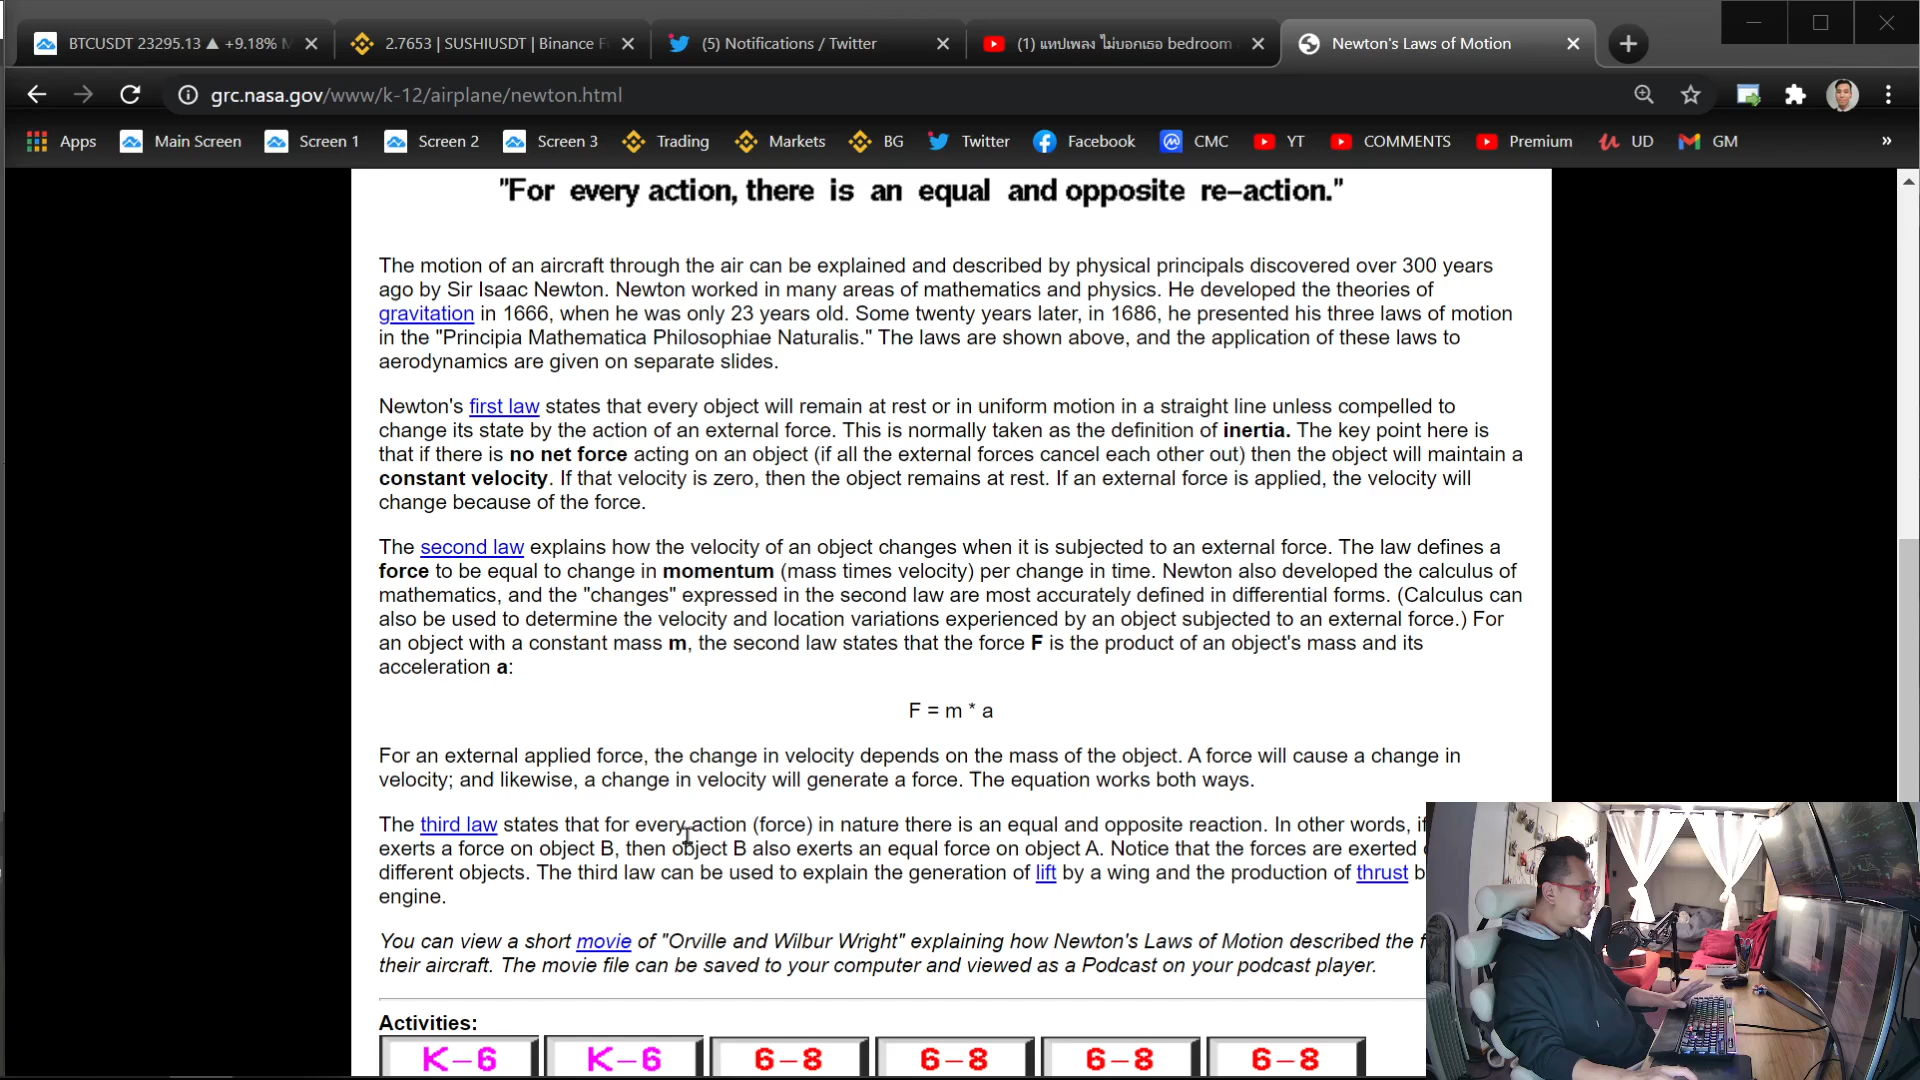 BTCUSDT 23295.13 ▲ +9.18%
2.7653 | SUSHIUSDT | Binance F
(5) Notifications / Twitter
(1) แทปเพลง ไม่บอกเธอ bedroom
Newton's Laws of Motion
grc.nasa.gov/www/k-12/airplane/newton.html
Apps
Main Screen
Screen 1
Screen 2
Screen 3
Trading
Markets
BG
Twitter
Facebook
CMC
YT
COMMENTS
Premium
UD
GM
»
"For every action, there is an equal and opposite re-action."
The motion of an aircraft through the air can be explained and described by physical principals discovered over 300 years
ago by Sir Isaac Newton. Newton worked in many areas of mathematics and physics. He developed the theories of
gravitation in 1666, when he was only 23 years old. Some twenty years later, in 1686, he presented his three laws of motion
in the "Principia Mathematica Philosophiae Naturalis." The laws are shown above, and the application of these laws to
aerodynamics are given on separate slides.
Newton's first law states that every object will remain at rest or in uniform motion in a straight line unless compelled to
change its state by the action of an external force. This is normally taken as the definition of inertia. The key point here is
that if there is no net force acting on an object (if all the external forces cancel each other out) then the object will maintain a
constant velocity. If that velocity is zero, then the object remains at rest. If an external force is applied, the velocity will
change because of the force.
The second law explains how the velocity of an object changes when it is subjected to an external force. The law defines a
force to be equal to change in momentum (mass times velocity) per change in time. Newton also developed the calculus of
mathematics, and the "changes" expressed in the second law are most accurately defined in differential forms. (Calculus can
also be used to determine the velocity and location variations experienced by an object subjected to an external force.) For
an object with a constant mass m, the second law states that the force F is the product of an object's mass and its
acceleration a:
F = m * a
For an external applied force, the change in velocity depends on the mass of the object. A force will cause a change in
velocity; and likewise, a change in velocity will generate a force. The equation works both ways.
The third law states that for every action (force) in nature there is an equal and opposite reaction. In other words, if
exerts a force on object B, then object B also exerts an equal force on object A. Notice that the forces are exerted
different objects. The third law can be used to explain the generation of lift by a wing and the production of thrust b
engine.
You can view a short movie of "Orville and Wilbur Wright" explaining how Newton's Laws of Motion described the f
their aircraft. The movie file can be saved to your computer and viewed as a Podcast on your podcast player.
Activities:
K-6
K-6
6-8
6-8
6-8
6-8